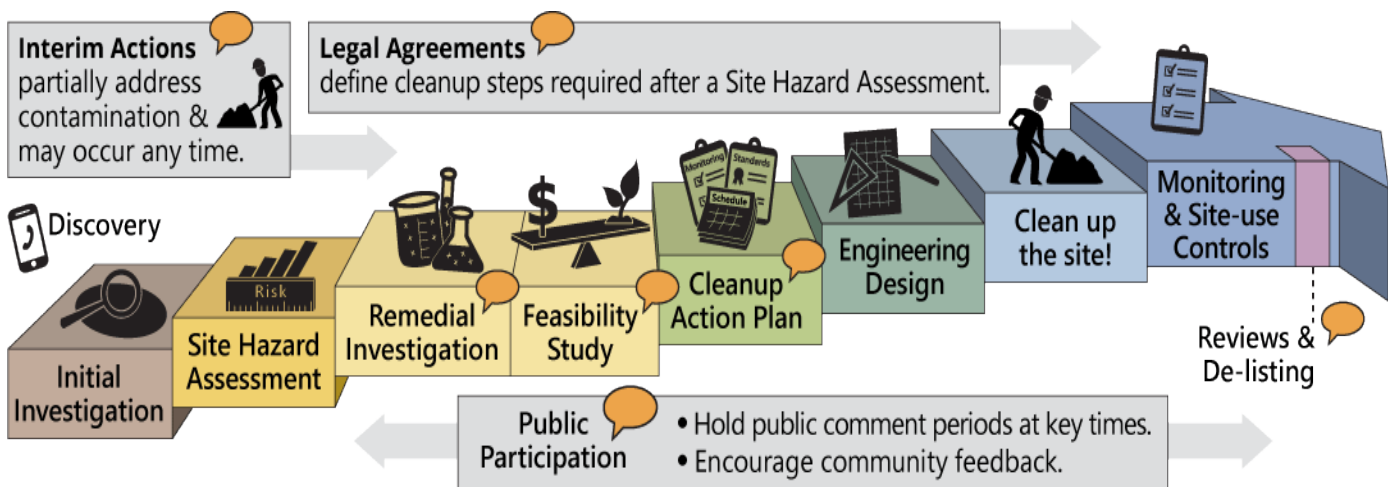 Interim Actions
partially address
contamination &
may occur any time.
Legal Agreements
define cleanup steps required after a Site Hazard Assessment.
Discovery
Initial
Investigation
Risk
Site Hazard
Assessment
Remedial
Investigation
$
Feasibility
Study
Monitoring
Standards
Schedule
Cleanup
Action Plan
Engineering
Design
Clean up
the site!
Monitoring
& Site-use
Controls
Reviews &
De-listing
Public
Participation
• Hold public comment periods at key times.
• Encourage community feedback.